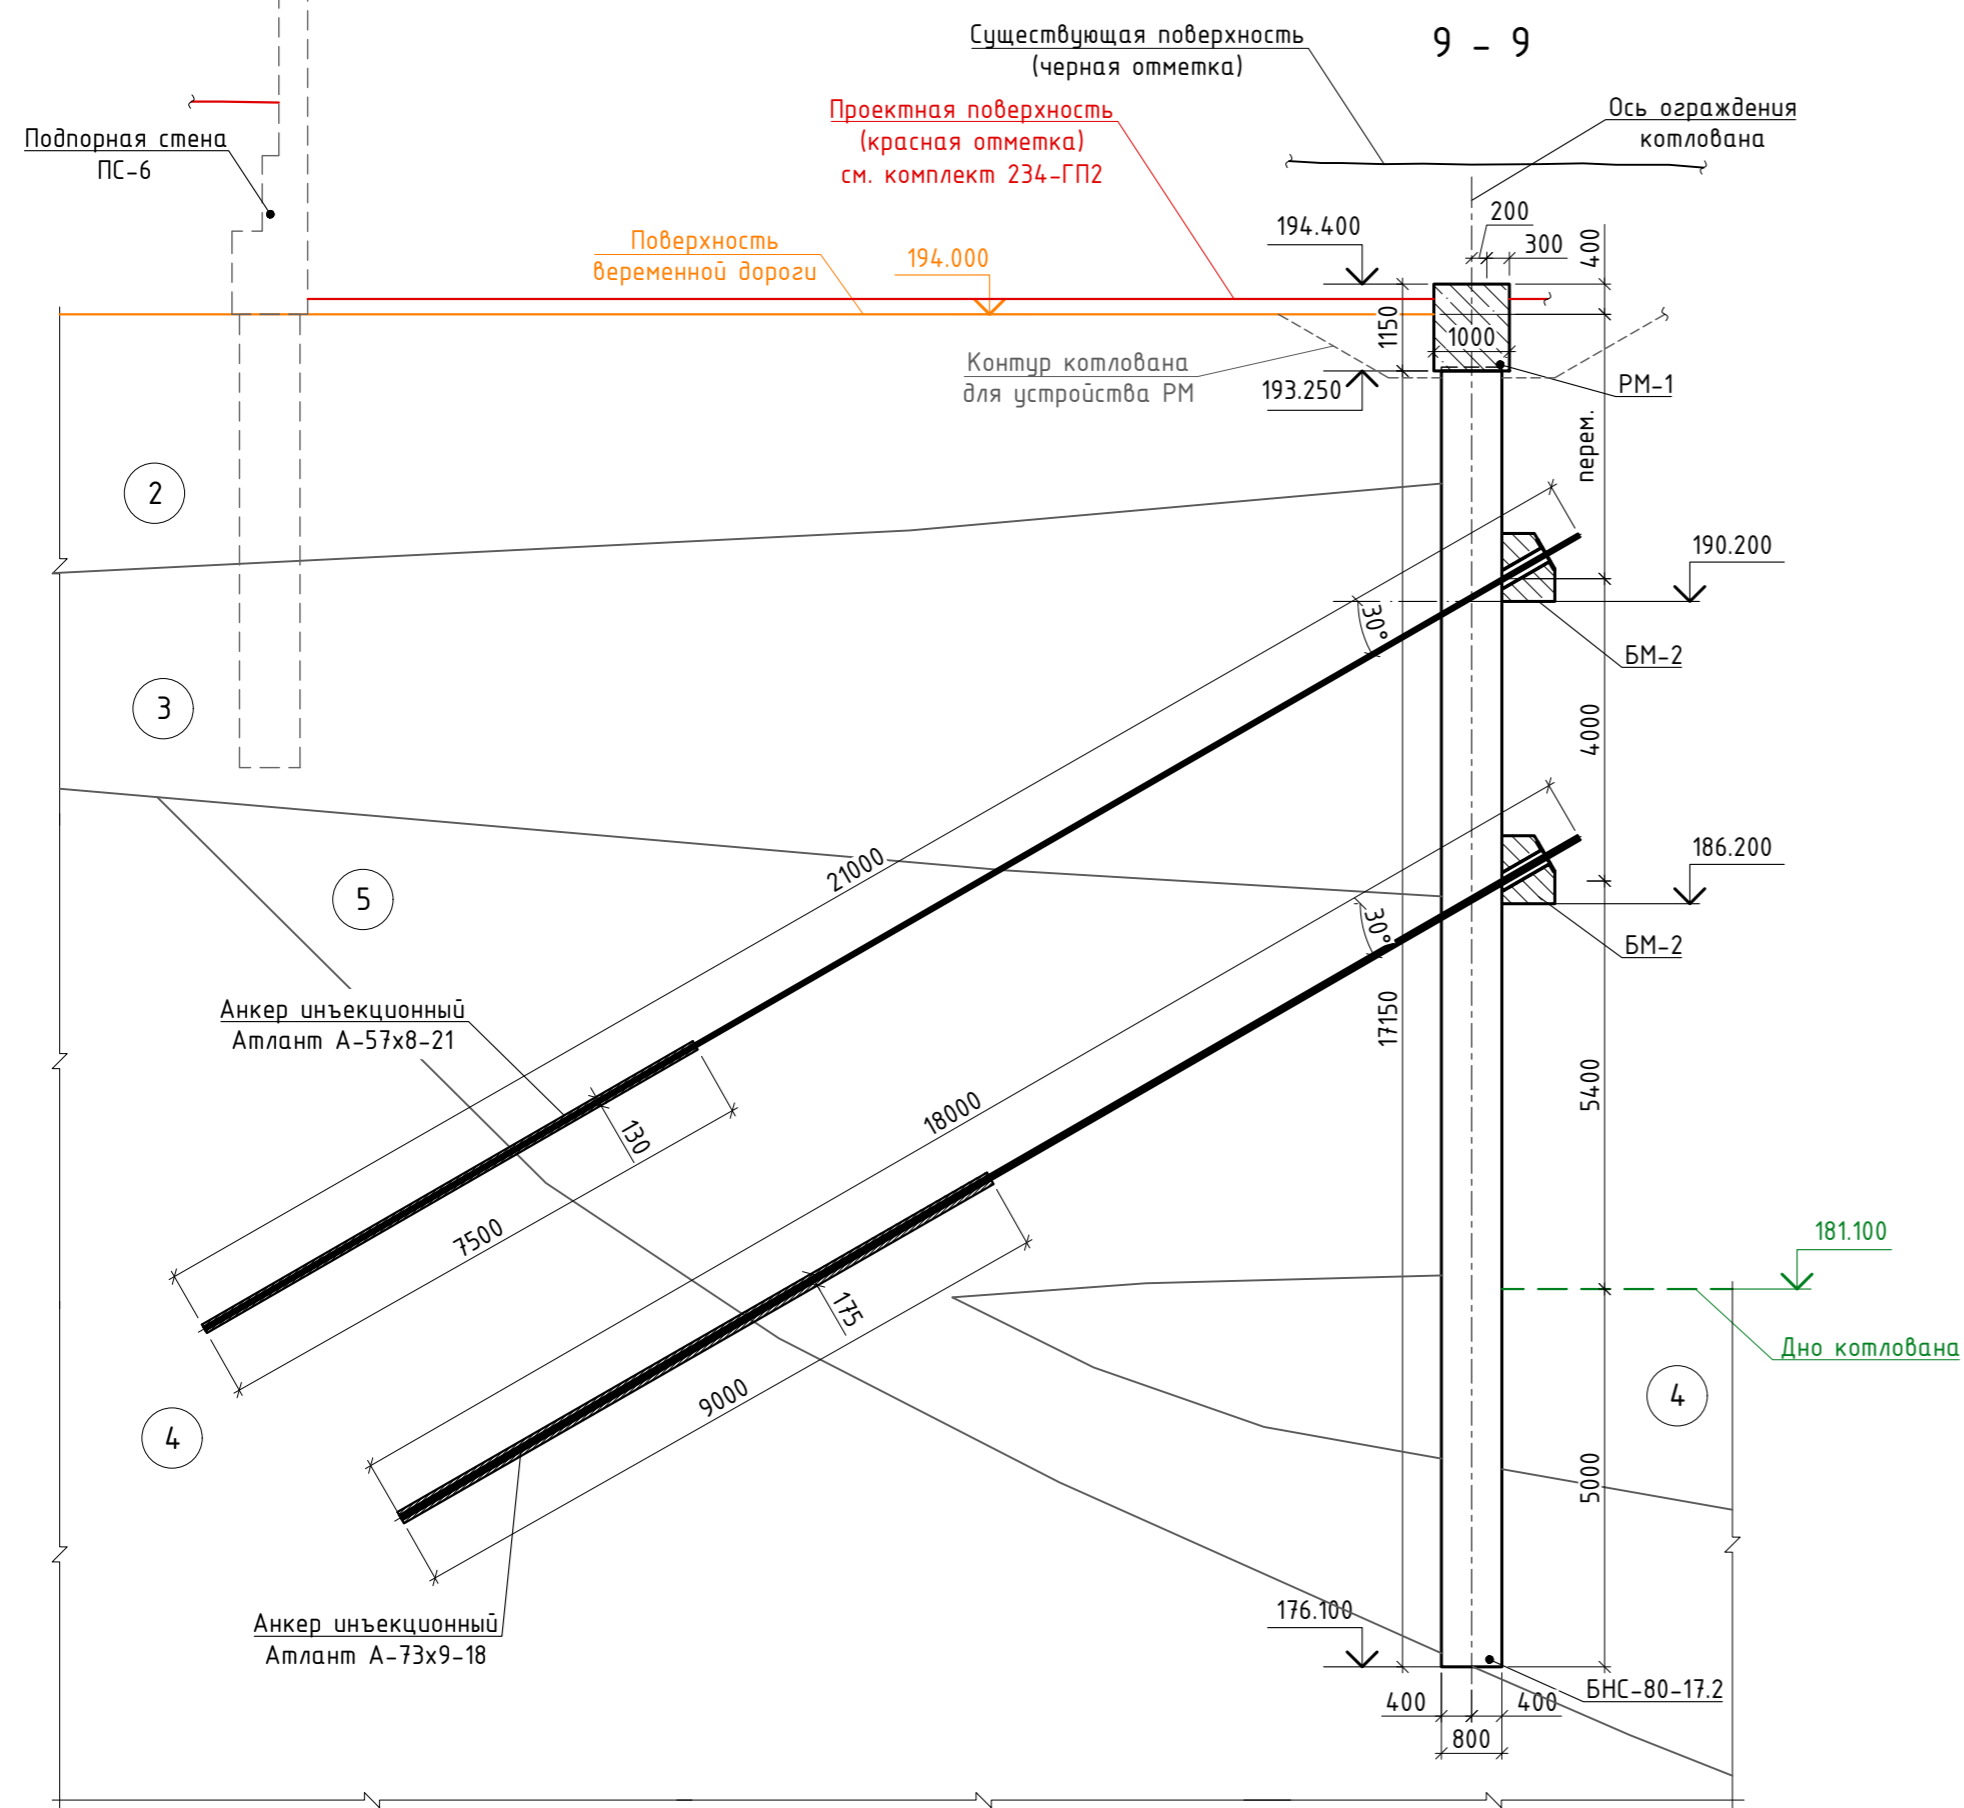 9 - 9
Существующая поверхность
(черная отметка)
Проектная поверхность
(красная отметка)
см. комплект 234-ГП2
Ось ограждения
котлована
Подпорная стена
ПС-6
Поверхность
веременной дороги
194.000
194.400
200
300
400
1150
1000
Контур котлована
для устройства РМ
193.250
РМ-1
перем.
2
190.200
30°
БМ-2
3
4000
21000
186.200
5
30°
БМ-2
Анкер инъекционный
Атлант А-57х8-21
17150
5400
18000
130
7500
181.100
175
Дно котлована
9000
4
4
5000
Анкер инъекционный
Атлант А-73х9-18
176.100
БНС-80-17.2
400
400
800